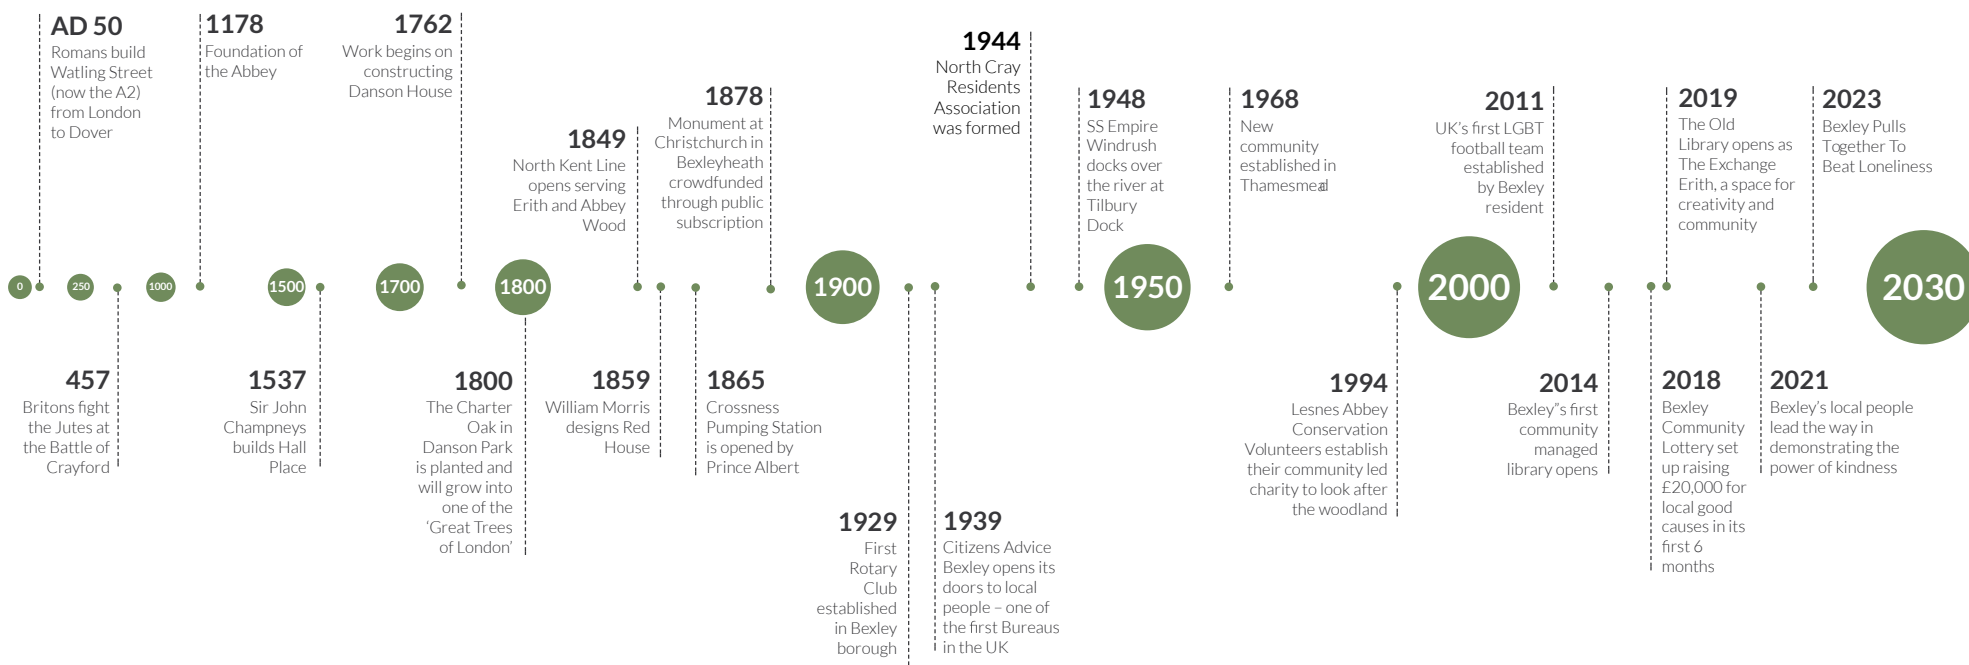 AD 50
Romans build
Watling Street
(now the A2)
from London
to Dover
1178
Foundation of
the Abbey
1762
Work begins on
constructing
Danson House
1849
North Kent Line
opens serving
Erith and Abbey
Wood
1878
Monument at
Christchurch in
Bexleyheath
crowdfunded
through public
subscription
1944
North Cray
Residents
Association
was formed
1948
SS Empire
Windrush
docks over
the river at
Tilbury
Dock
1968
New
community
established in
Thamesmead
2011
UK's first LGBT
football team
established
by Bexley
resident
2019
The Old
Library opens as
The Exchange
Erith, a space for
creativity and
community
2023
Bexley Pulls
Together To
Beat Loneliness
0
250
1000
1500
1700
1800
1900
1950
2000
2030
457
Britons fight
the Jutes at
the Battle of
Crayford
1537
Sir John
Champneys
builds Hall
Place
1800
The Charter
Oak in
Danson Park
is planted and
will grow into
one of the
‘Great Trees
of London’
1859
William Morris
designs Red
House
1865
Crossness
Pumping Station
is opened by
Prince Albert
1929
First
Rotary
Club
established
in Bexley
borough
1939
Citizens Advice
Bexley opens its
doors to local
people – one of
the first Bureaus
in the UK
1994
Lesnes Abbey
Conservation
Volunteers establish
their community led
charity to look after
the woodland
2014
Bexley"s first
community
managed
library opens
2018
Bexley
Community
Lottery set
up raising
£20,000 for
local good
causes in its
first 6
months
2021
Bexley's local people
lead the way in
demonstrating the
power of kindness